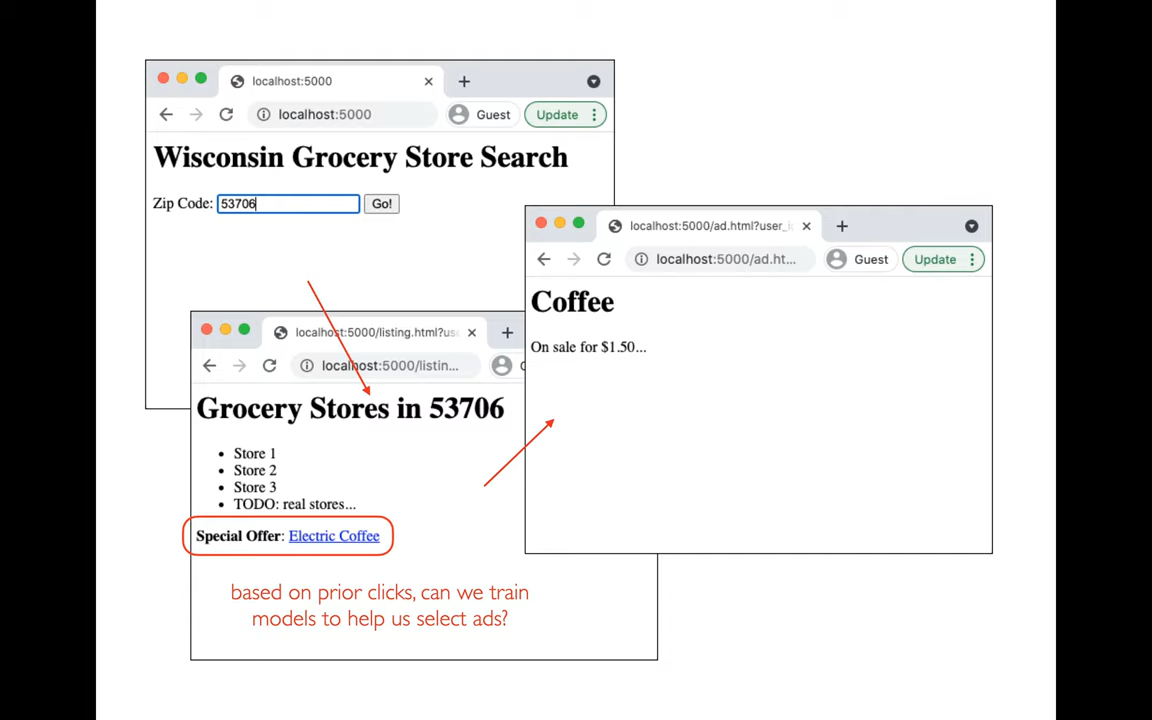 localhost:5000
localhost:5000
Guest
Update
Wisconsin Grocery Store Search
Zip Code: 53706 Go!
localhost:5000/listing.html?us
localhost:5000/listin...
Grocery Stores in 53706
• Store 1
• Store 2
• Store 3
• TODO: real stores...
Special Offer: Electric Coffee
based on prior clicks, can we train
models to help us select ads?
localhost:5000/ad.html?user_i
localhost:5000/ad.ht...
Guest
Update
Coffee
On sale for $1.50...